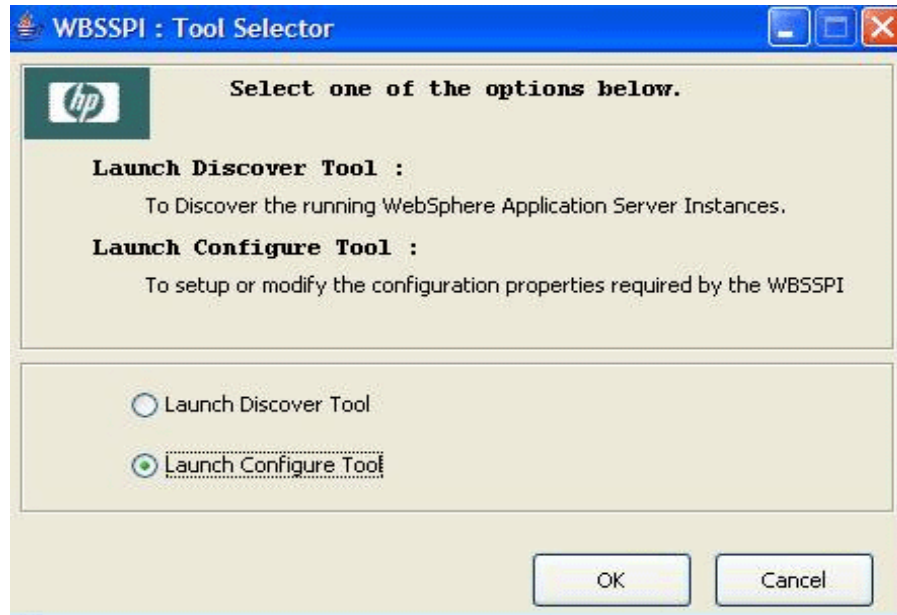 WBSSPI : Tool Selector
hp
Select one of the options below.
Launch Discover Tool :
To Discover the running WebSphere Application Server Instances.
Launch Configure Tool :
To setup or modify the configuration properties required by the WBSSPI
Launch Discover Tool
Launch Configure Tool
OK
Cancel